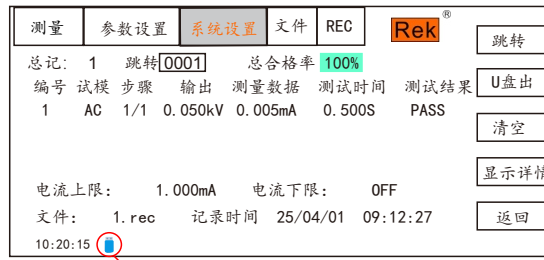 测量 参数设置 系统设置 文件 REC Rek®
跳转
总记: 1 跳转 0001 总合格率 100%
U盘出
编号 试模 步骤 输出 测量数据 测试时间 测试结果
1 AC 1/1 0.050kV 0.005mA 0.500S PASS
清空
显示详情
电流上限: 1.000mA 电流下限: OFF
文件: 1.rec 记录时间 25/04/01 09:12:27
返回
10:20:15